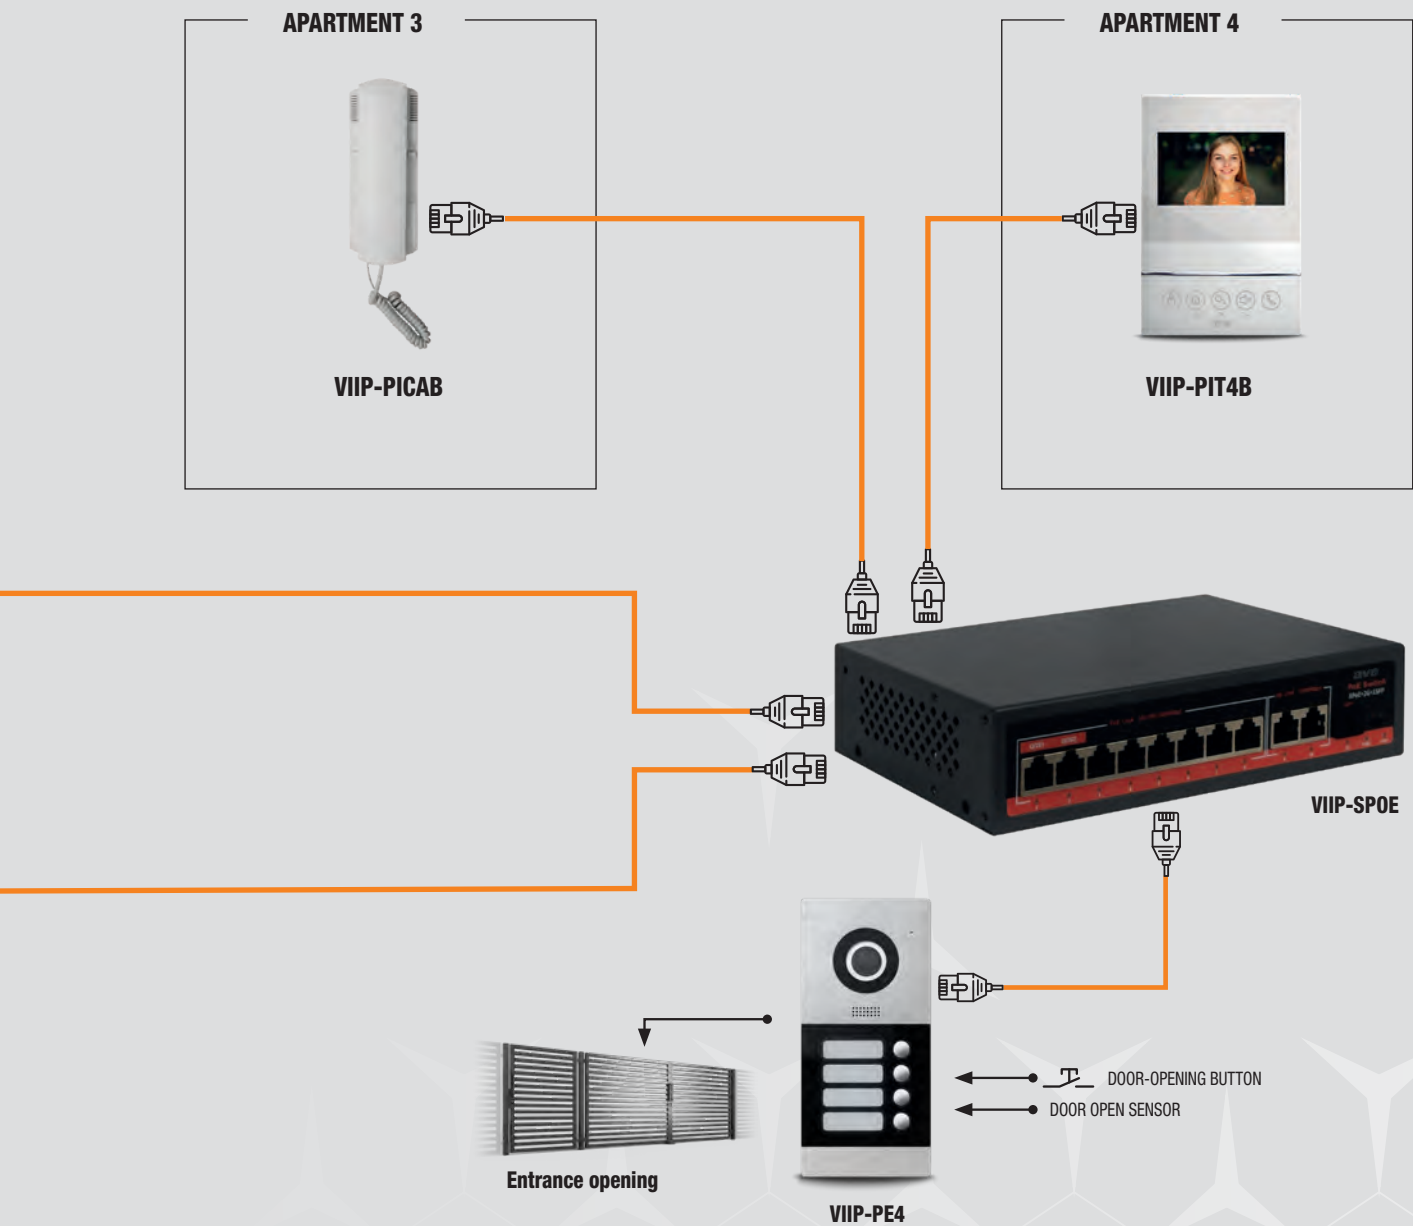 APARTMENT 3
APARTMENT 4
VIIP-PICAB
VIIP-PIT4B
VIIP-SPOE
DOOR-OPENING BUTTON
DOOR OPEN SENSOR
Entrance opening
VIIP-PE4